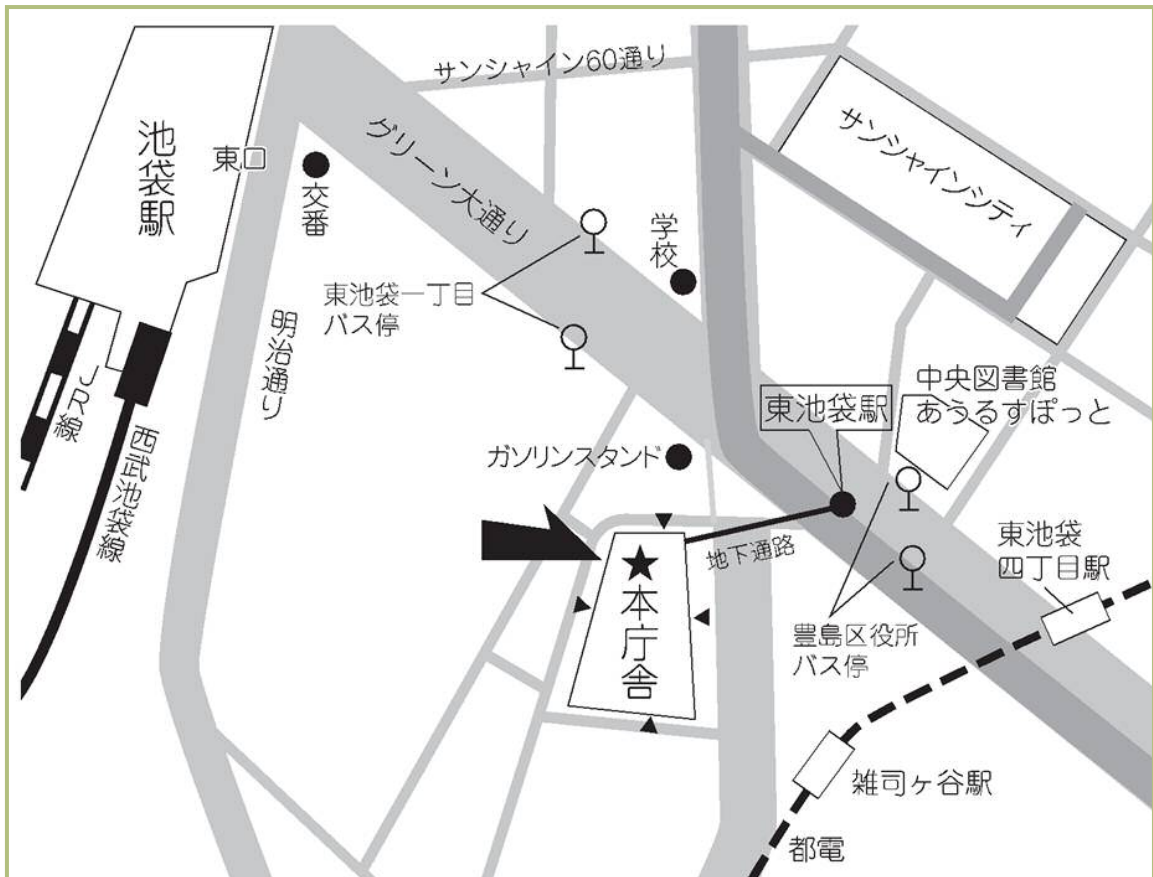 サンシャイン60通り
池袋駅
東口
交番
グリーン大通り
サンシャインシティ
学校
東池袋一丁目
バス停
明治通り
JR線
西武池袋線
東池袋駅
中央図書館
あうるすぽっと
ガソリンスタンド
地下通路
★本庁舎
東池袋
四丁目駅
豊島区役所
バス停
雑司ヶ谷駅
都電